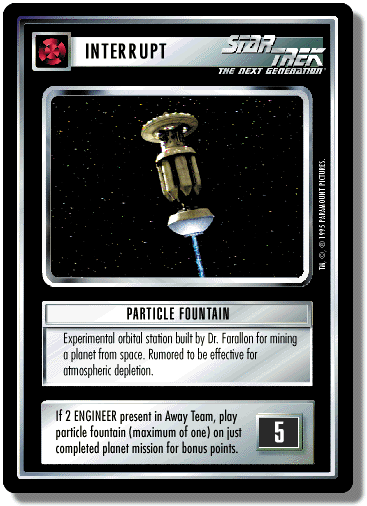 INTERRUPT
STAR TREK
THE NEXT GENERATION®
TM, ©, ® 1995 PARAMOUNT PICTURES.
PARTICLE FOUNTAIN
Experimental orbital station built by Dr. Farallon for mining
a planet from space. Rumored to be effective for
atmospheric depletion.
If 2 ENGINEER present in Away Team, play
particle fountain (maximum of one) on just
completed planet mission for bonus points.
5